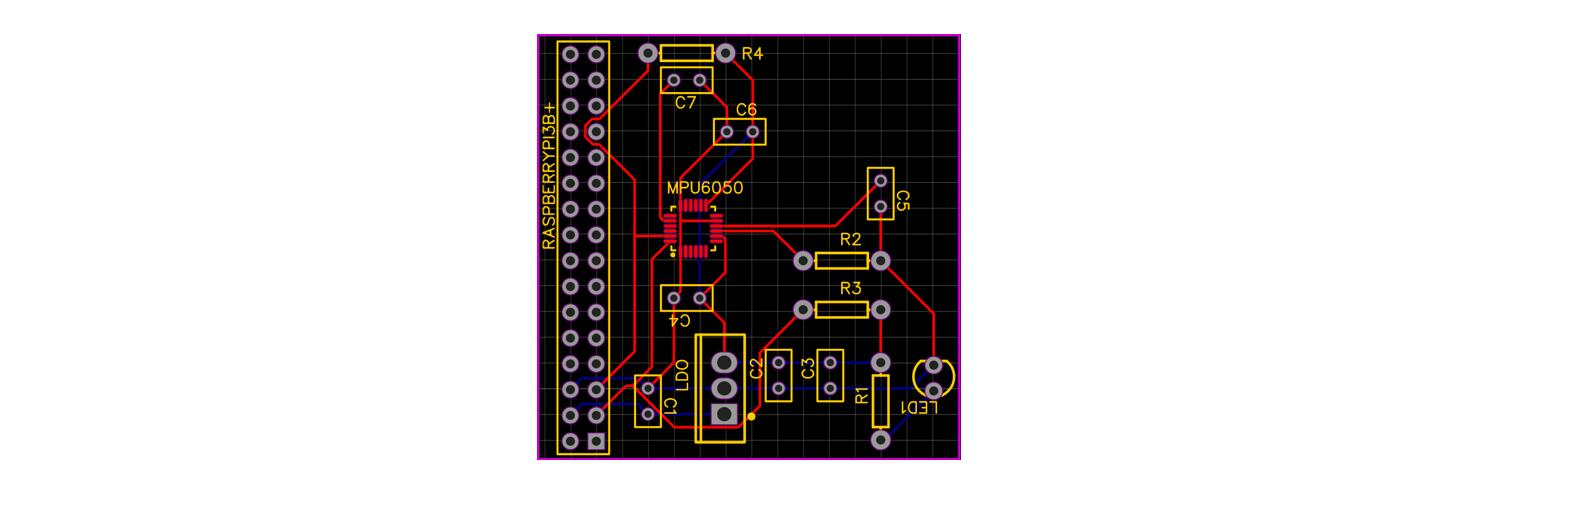 R4
C7
C6
RASPBERRYPI3B+
MPU6050
C5
R2
R3
C4
LDO
C2
C3
R1
C1
LED1